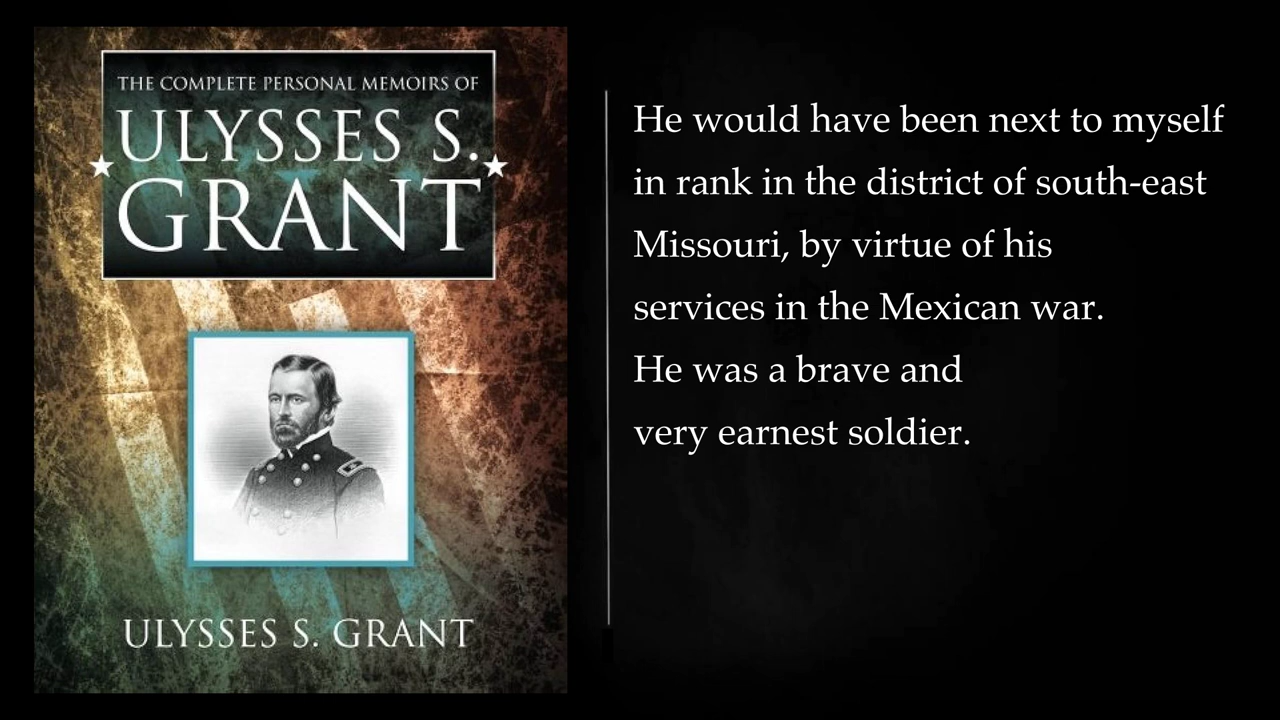 THE COMPLETE PERSONAL MEMOIRS OF
ULYSSES S.
GRANT
ULYSSES S. GRANT
He would have been next to myself
in rank in the district of south-east
Missouri, by virtue of his
services in the Mexican war.
He was a brave and
very earnest soldier.